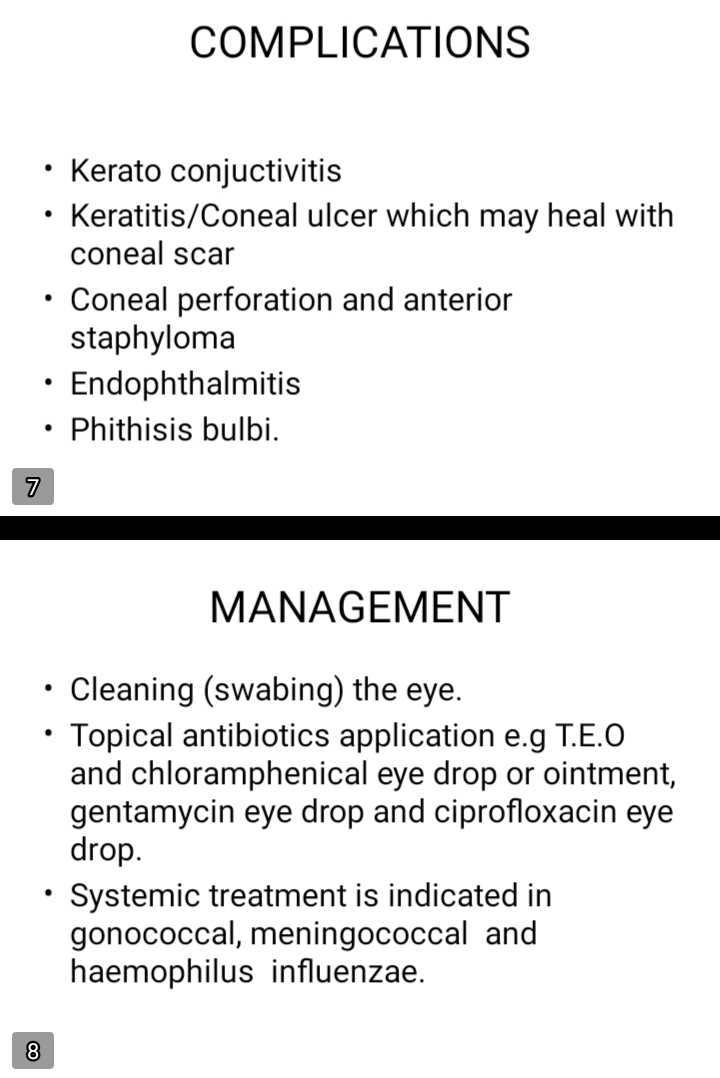 COMPLICATIONS
• Kerato conjuctivitis
• Keratitis/Coneal ulcer which may heal with
coneal scar
• Coneal perforation and anterior
staphyloma
• Endophthalmitis
• Phithisis bulbi.
7
MANAGEMENT
• Cleaning (swabing) the eye.
• Topical antibiotics application e.g T.E.O
and chloramphenical eye drop or ointment,
gentamycin eye drop and ciprofloxacin eye
drop.
• Systemic treatment is indicated in
gonococcal, meningococcal and
haemophilus influenzae.
8